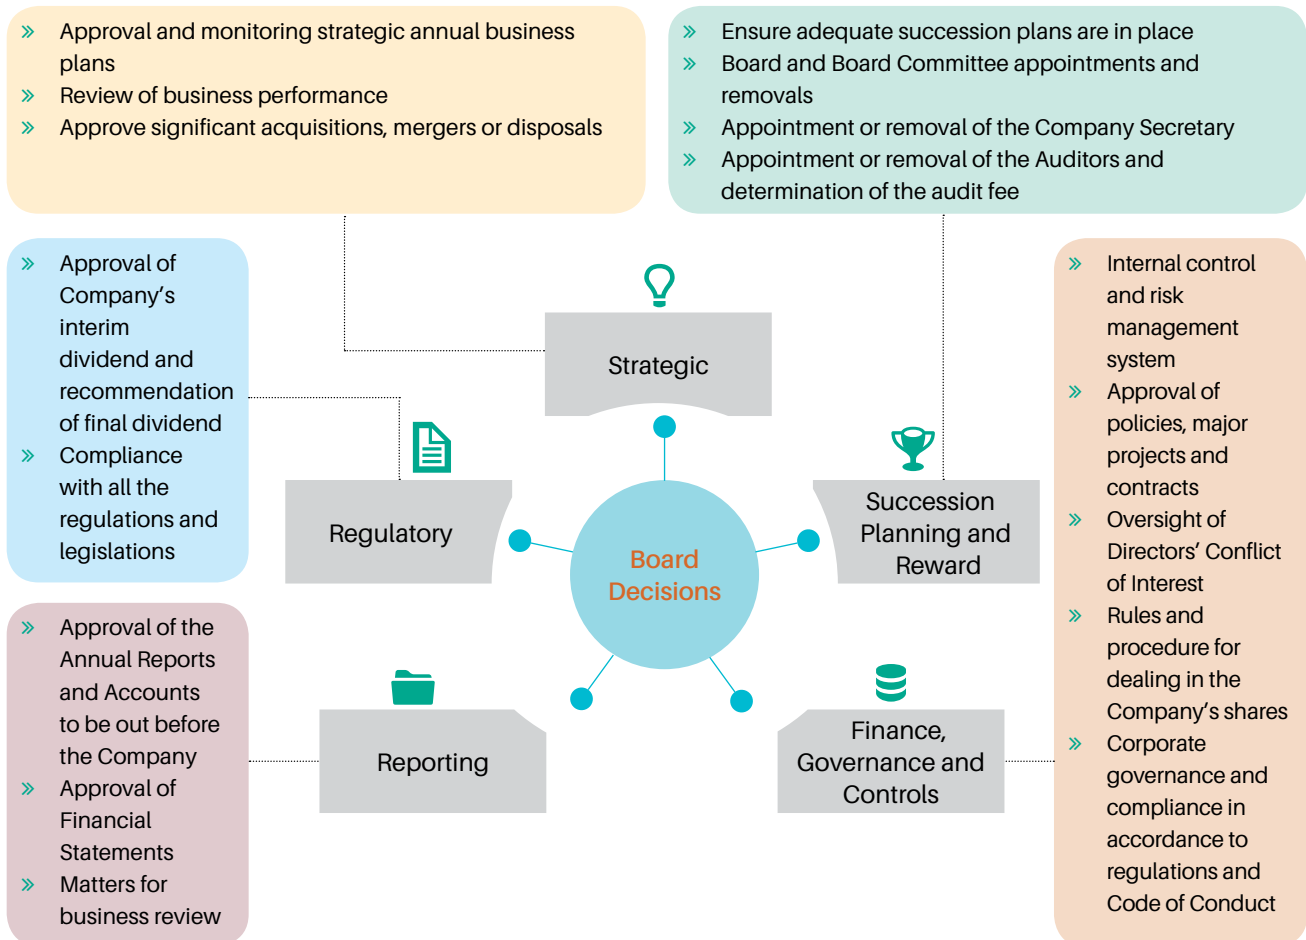 » Approval and monitoring strategic annual business
plans
» Review of business performance
» Approve significant acquisitions, mergers or disposals
» Ensure adequate succession plans are in place
» Board and Board Committee appointments and
removals
» Appointment or removal of the Company Secretary
» Appointment or removal of the Auditors and
determination of the audit fee
» Approval of
Company’s
interim
dividend and
recommendation
of final dividend
» Compliance
with all the
regulations and
legislations
Strategic
Regulatory
Succession
Planning and
Reward
Board
Decisions
» Internal control
and risk
management
system
» Approval of
policies, major
projects and
contracts
» Oversight of
Directors’ Conflict
of Interest
» Rules and
procedure for
dealing in the
Company’s shares
» Corporate
governance and
compliance in
accordance to
regulations and
Code of Conduct
» Approval of the
Annual Reports
and Accounts
to be out before
the Company
» Approval of
Financial
Statements
» Matters for
business review
Reporting
Finance,
Governance and
Controls